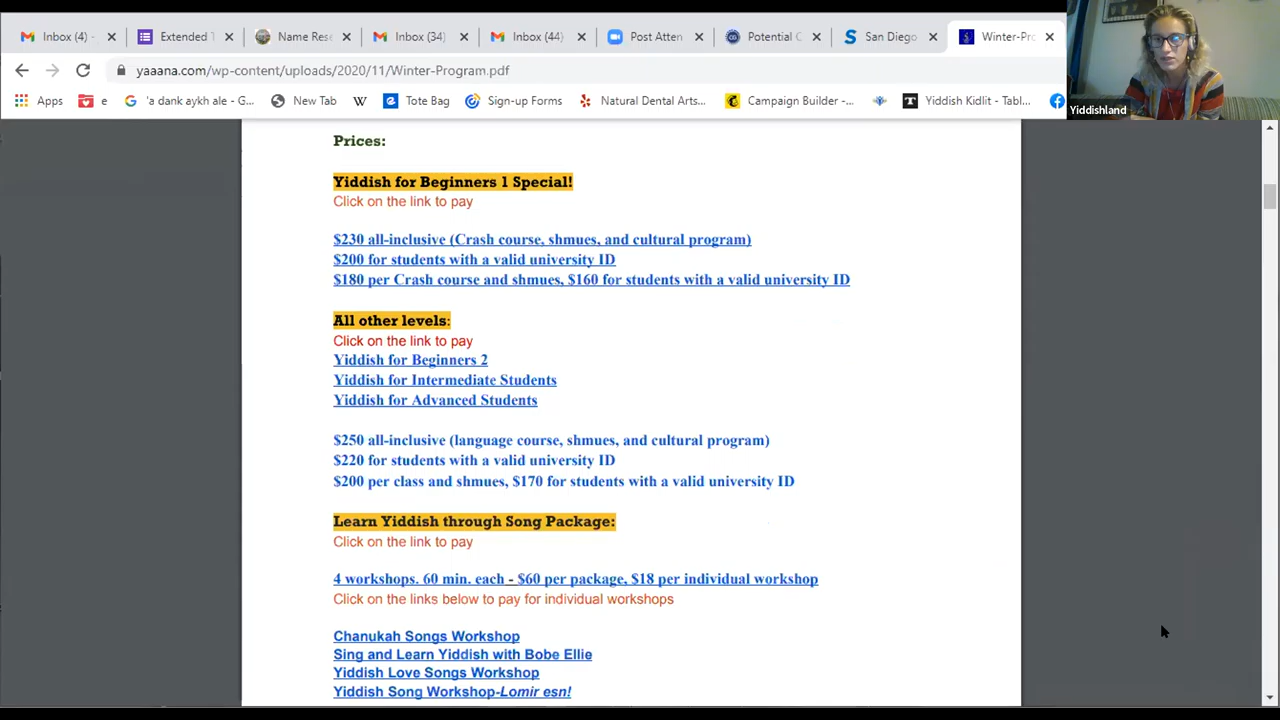 Inbox (4) -
Extended T
Name Rese
Inbox (34)
Inbox (44)
Post Atten
Potential C
San Diego
Winter-Pro
yaaana.com/wp-content/uploads/2020/11/Winter-Program.pdf
Apps
e
'a dank aykh ale - G...
New Tab
W
Tote Bag
Sign-up Forms
Natural Dental Arts...
Campaign Builder -...
Yiddish Kidlit - Tabl...
Yiddishland
Prices:
Yiddish for Beginners 1 Special!
Click on the link to pay
$230 all-inclusive (Crash course, shmues, and cultural program)
$200 for students with a valid university ID
$180 per Crash course and shmues, $160 for students with a valid university ID
All other levels:
Click on the link to pay
Yiddish for Beginners 2
Yiddish for Intermediate Students
Yiddish for Advanced Students
$250 all-inclusive (language course, shmues, and cultural program)
$220 for students with a valid university ID
$200 per class and shmues, $170 for students with a valid university ID
Learn Yiddish through Song Package:
Click on the link to pay
4 workshops. 60 min. each - $60 per package, $18 per individual workshop
Click on the links below to pay for individual workshops
Chanukah Songs Workshop
Sing and Learn Yiddish with Bobe Ellie
Yiddish Love Songs Workshop
Yiddish Song Workshop-Lomir esn!